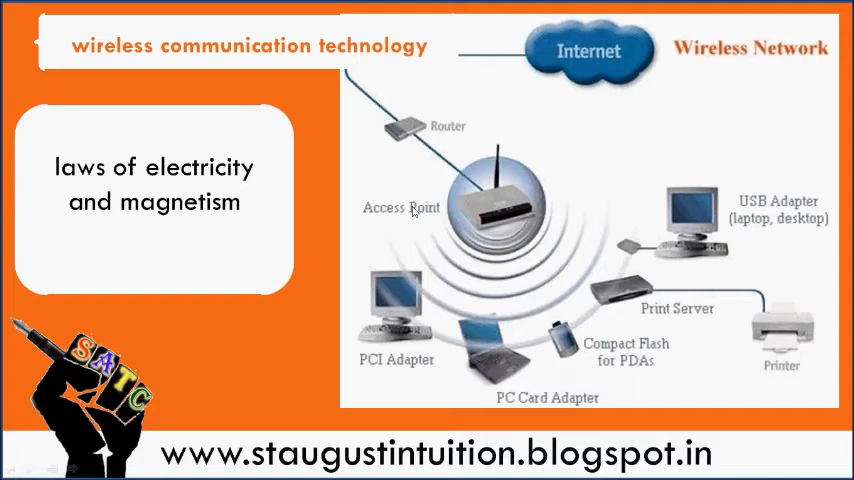 wireless communication technology
Internet
Wireless Network
laws of electricity
and magnetism
Router
Access Point
USB Adapter
(laptop, desktop)
Print Server
PCI Adapter
Compact Flash
for PDAs
Printer
PC Card Adapter
SATC
www.staugustintuition.blogspot.in